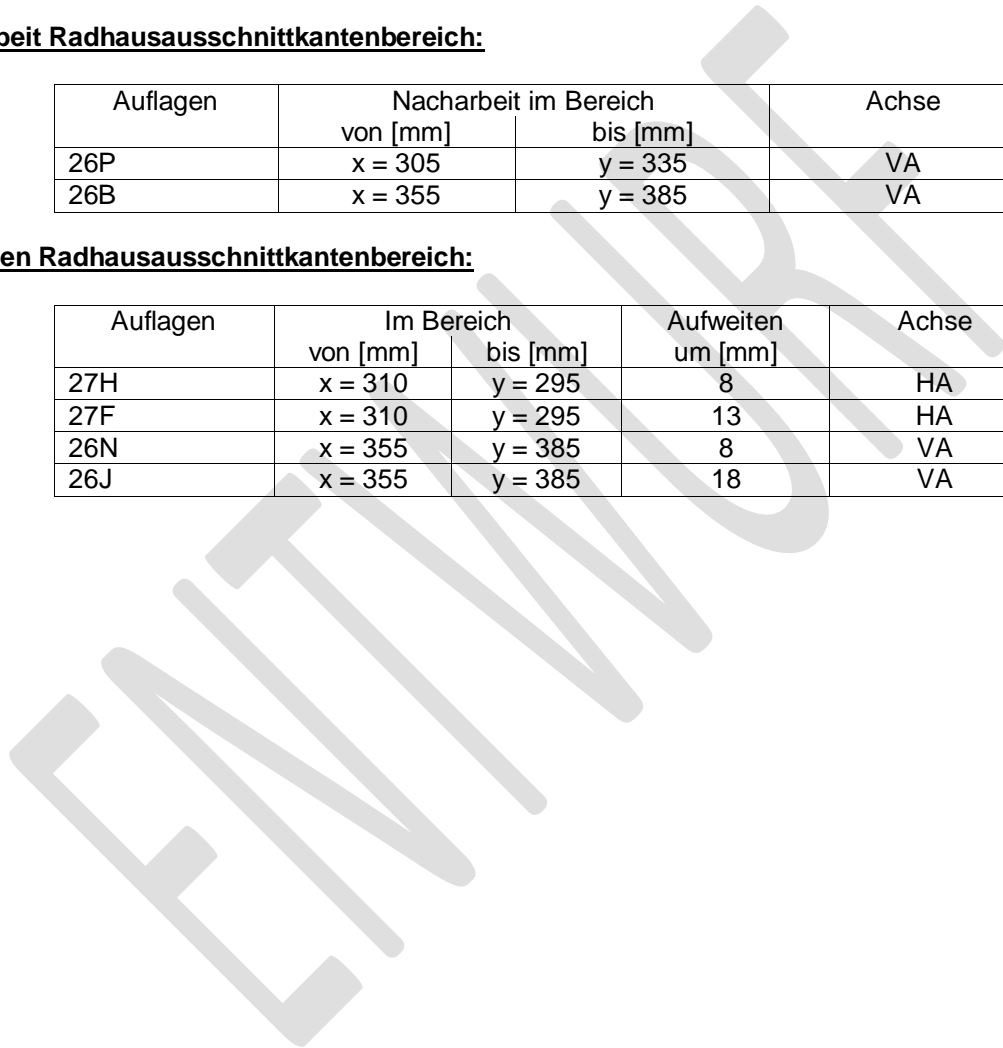 beit Radhausausschnittkantenbereich:
Auflagen Nacharbeit im Bereich Achse
von [mm] bis [mm]
26P x = 305 y = 335 VA
26B x = 355 y = 385 VA
en Radhausausschnittkantenbereich:
Auflagen Im Bereich Aufweiten Achse
von [mm] bis [mm] um [mm]
27H x = 310 y = 295 8 HA
27F x = 310 y = 295 13 HA
26N x = 355 y = 385 8 VA
26J x = 355 y = 385 18 VA
ENTWURF